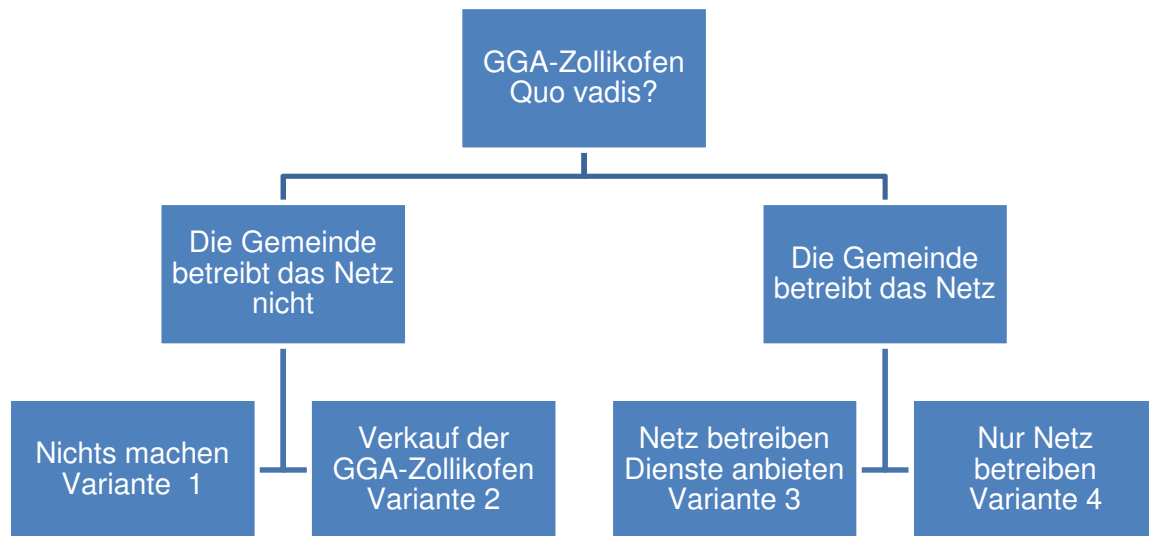 GGA-Zollikofen
Quo vadis?
Die Gemeinde
betreibt das Netz
nicht
Die Gemeinde
betreibt das Netz
Nichts machen
Variante 1
Verkauf der
GGA-Zollikofen
Variante 2
Netz betreiben
Dienste anbieten
Variante 3
Nur Netz
betreiben
Variante 4